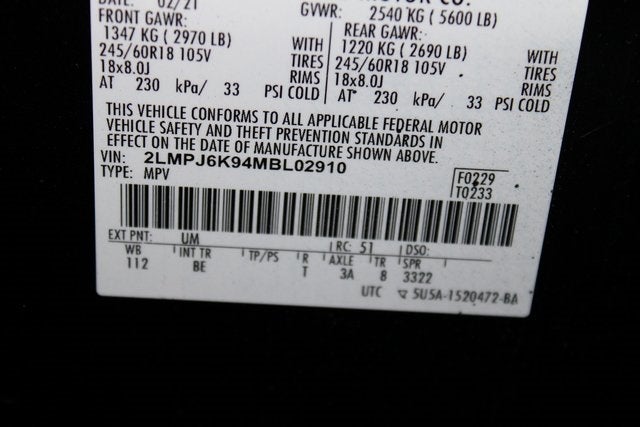 DATE: 02/21 MOTOR CO.
GVWR: 2540 KG ( 5600 LB)
FRONT GAWR: REAR GAWR:
1347 KG ( 2970 LB) WITH 1220 KG ( 2690 LB) WITH
245/60R18 105V TIRES 245/60R18 105V TIRES
18x8.0J RIMS 18x8.0J RIMS
AT 230 kPa/ 33 PSI COLD AT 230 kPa/ 33 PSI COLD
THIS VEHICLE CONFORMS TO ALL APPLICABLE FEDERAL MOTOR
VEHICLE SAFETY AND THEFT PREVENTION STANDARDS IN
EFFECT ON THE DATE OF MANUFACTURE SHOWN ABOVE.
VIN: 2LMPJ6K94MBL02910 F0229
TYPE: MPV T0233
EXT PNT: UM RC: 51 DSO:
WB INT TR TP/PS R AXLE TR SPR
112 BE T 3A 8 3322
UTC 5U5A-1520472-BA